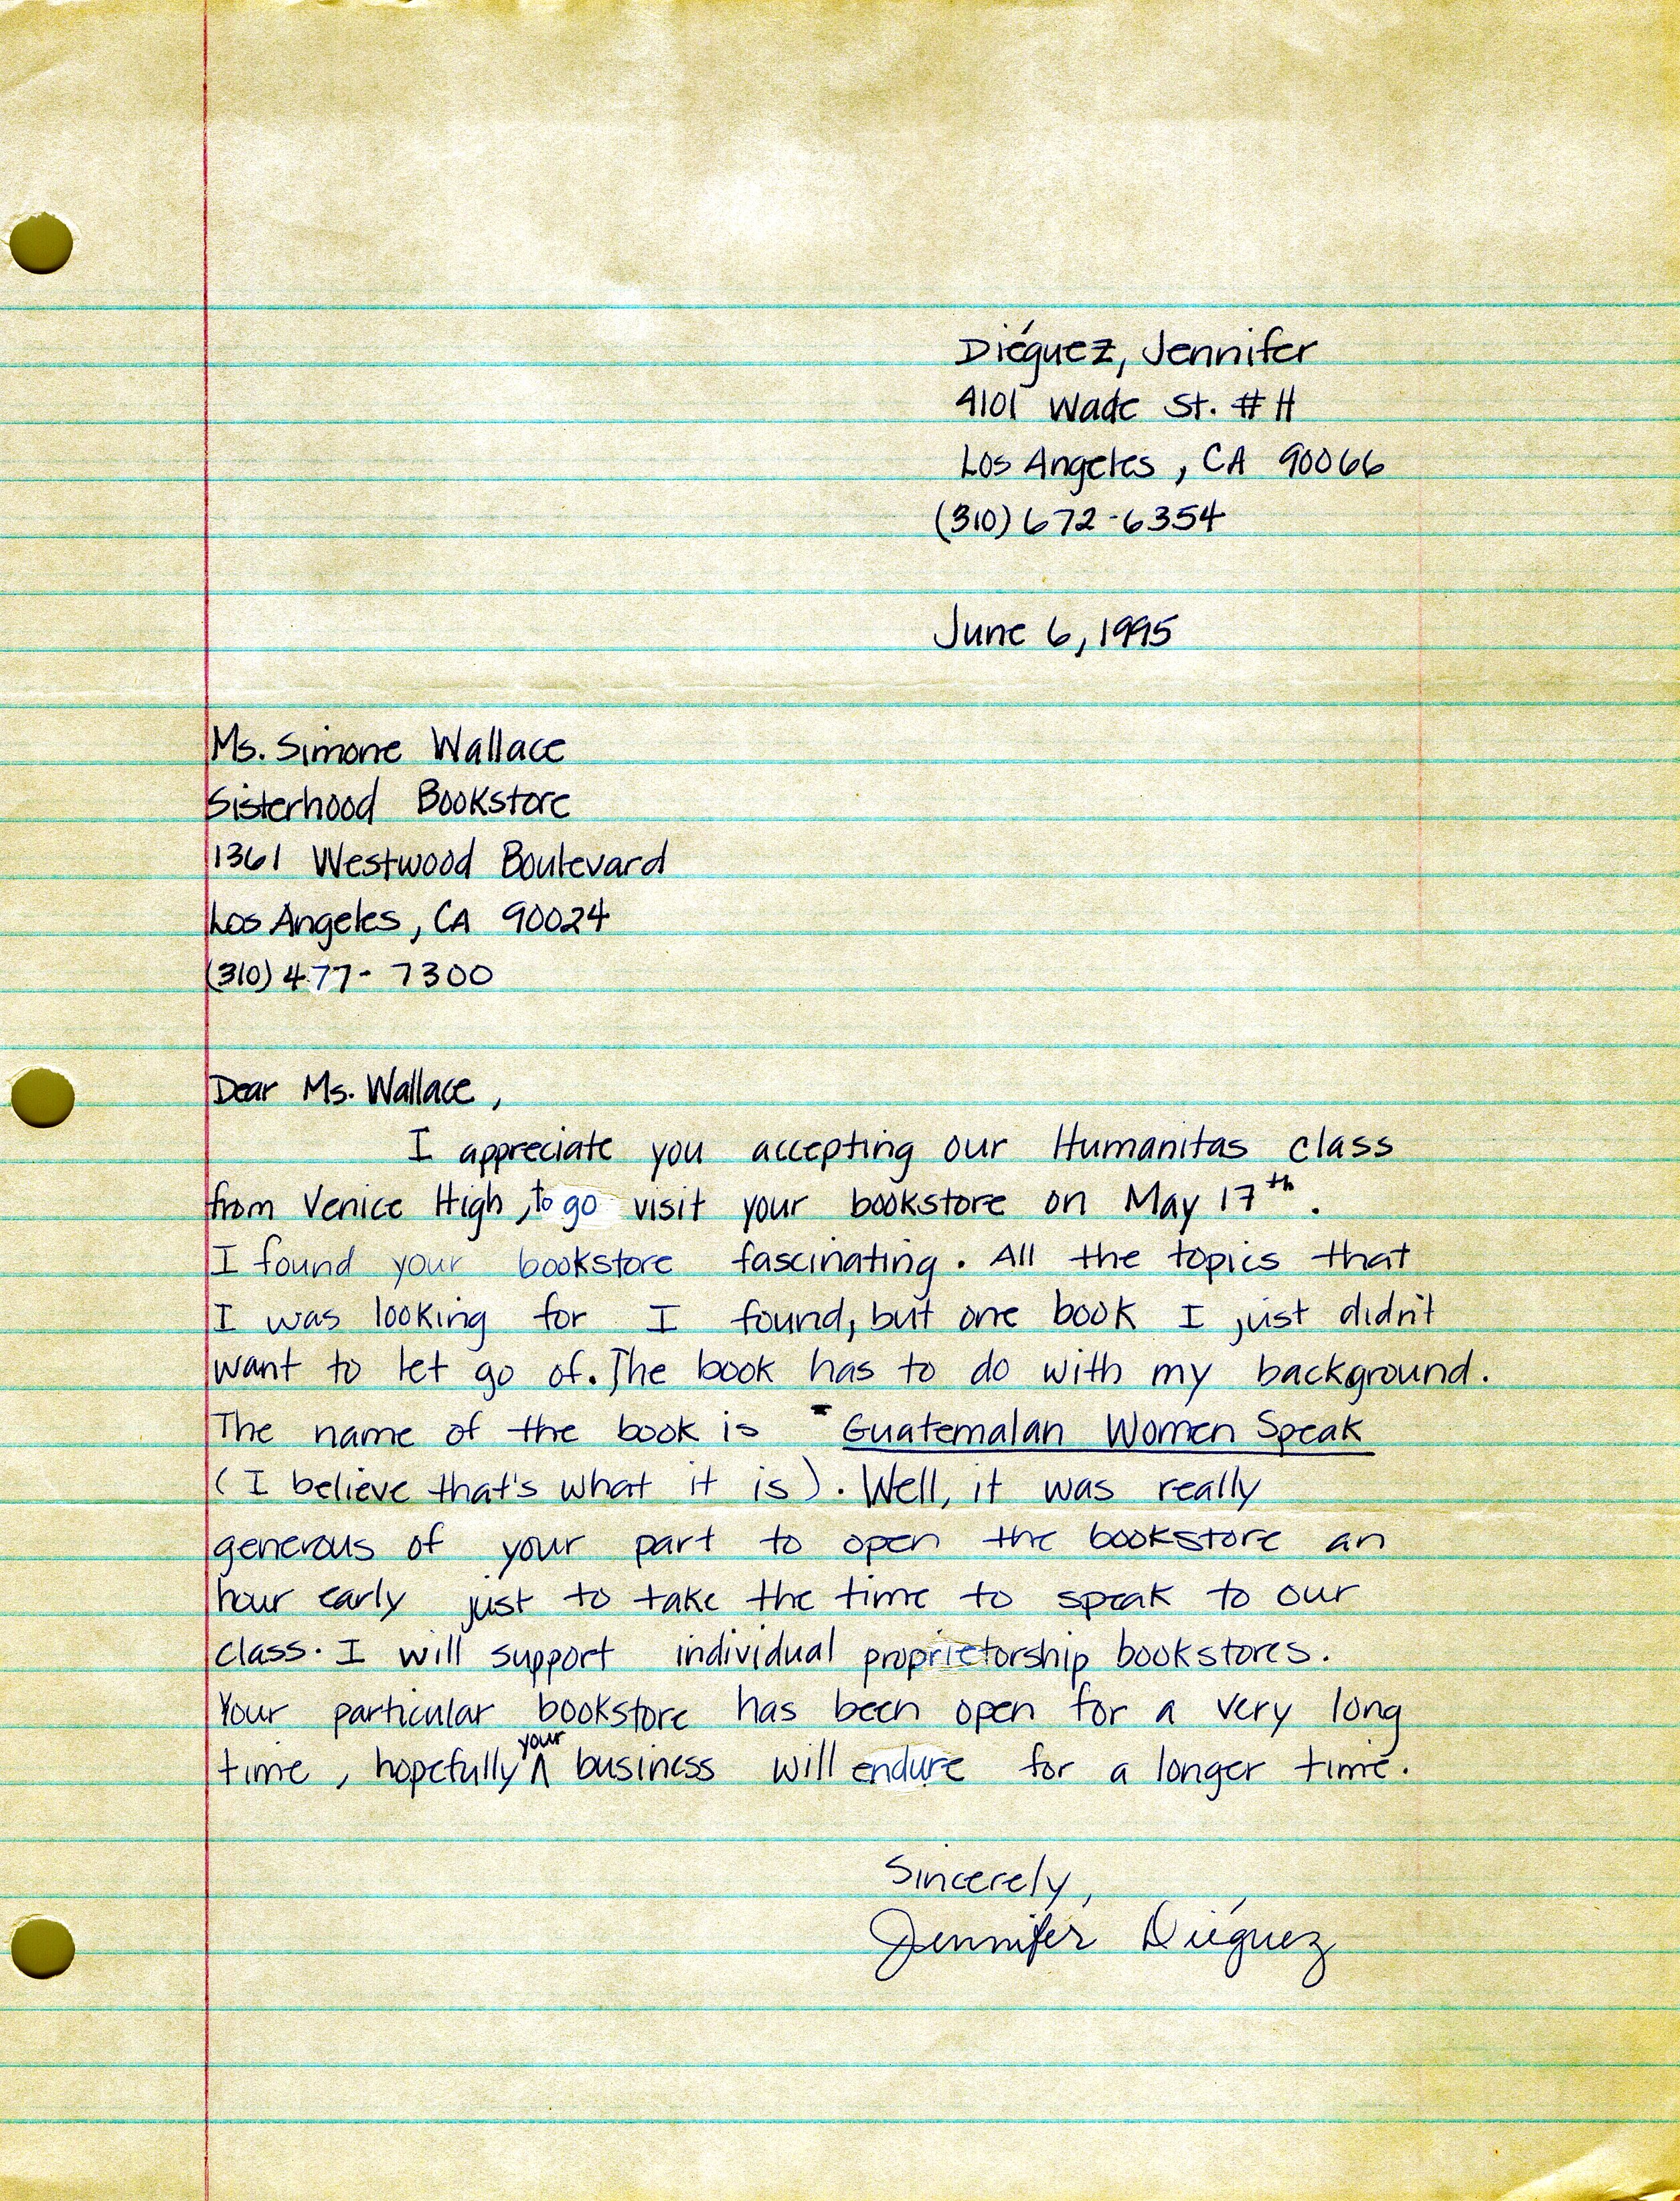 Diéguez, Jennifer
4101 Wade St. # H
Los Angeles, CA 90066
(310) 672-6354
June 6, 1995
Ms. Simone Wallace
Sisterhood Bookstore
1361 Westwood Boulevard
Los Angeles, CA 90024
(310) 477-7300
Dear Ms. Wallace,
I appreciate you accepting our Humanitas class
from Venice High, to go visit your bookstore on May 17th.
I found your bookstore fascinating. All the topics that
I was looking for I found, but one book I just didn't
want to let go of. The book has to do with my background.
The name of the book is Guatemalan Women Speak
(I believe that's what it is). Well, it was really
generous of your part to open the bookstore an
hour early just to take the time to speak to our
class. I will support individual proprietorship bookstores.
Your particular bookstore has been open for a very long
time, hopefully your business will endure for a longer time.
Sincerely,
Jennifer Diéguez